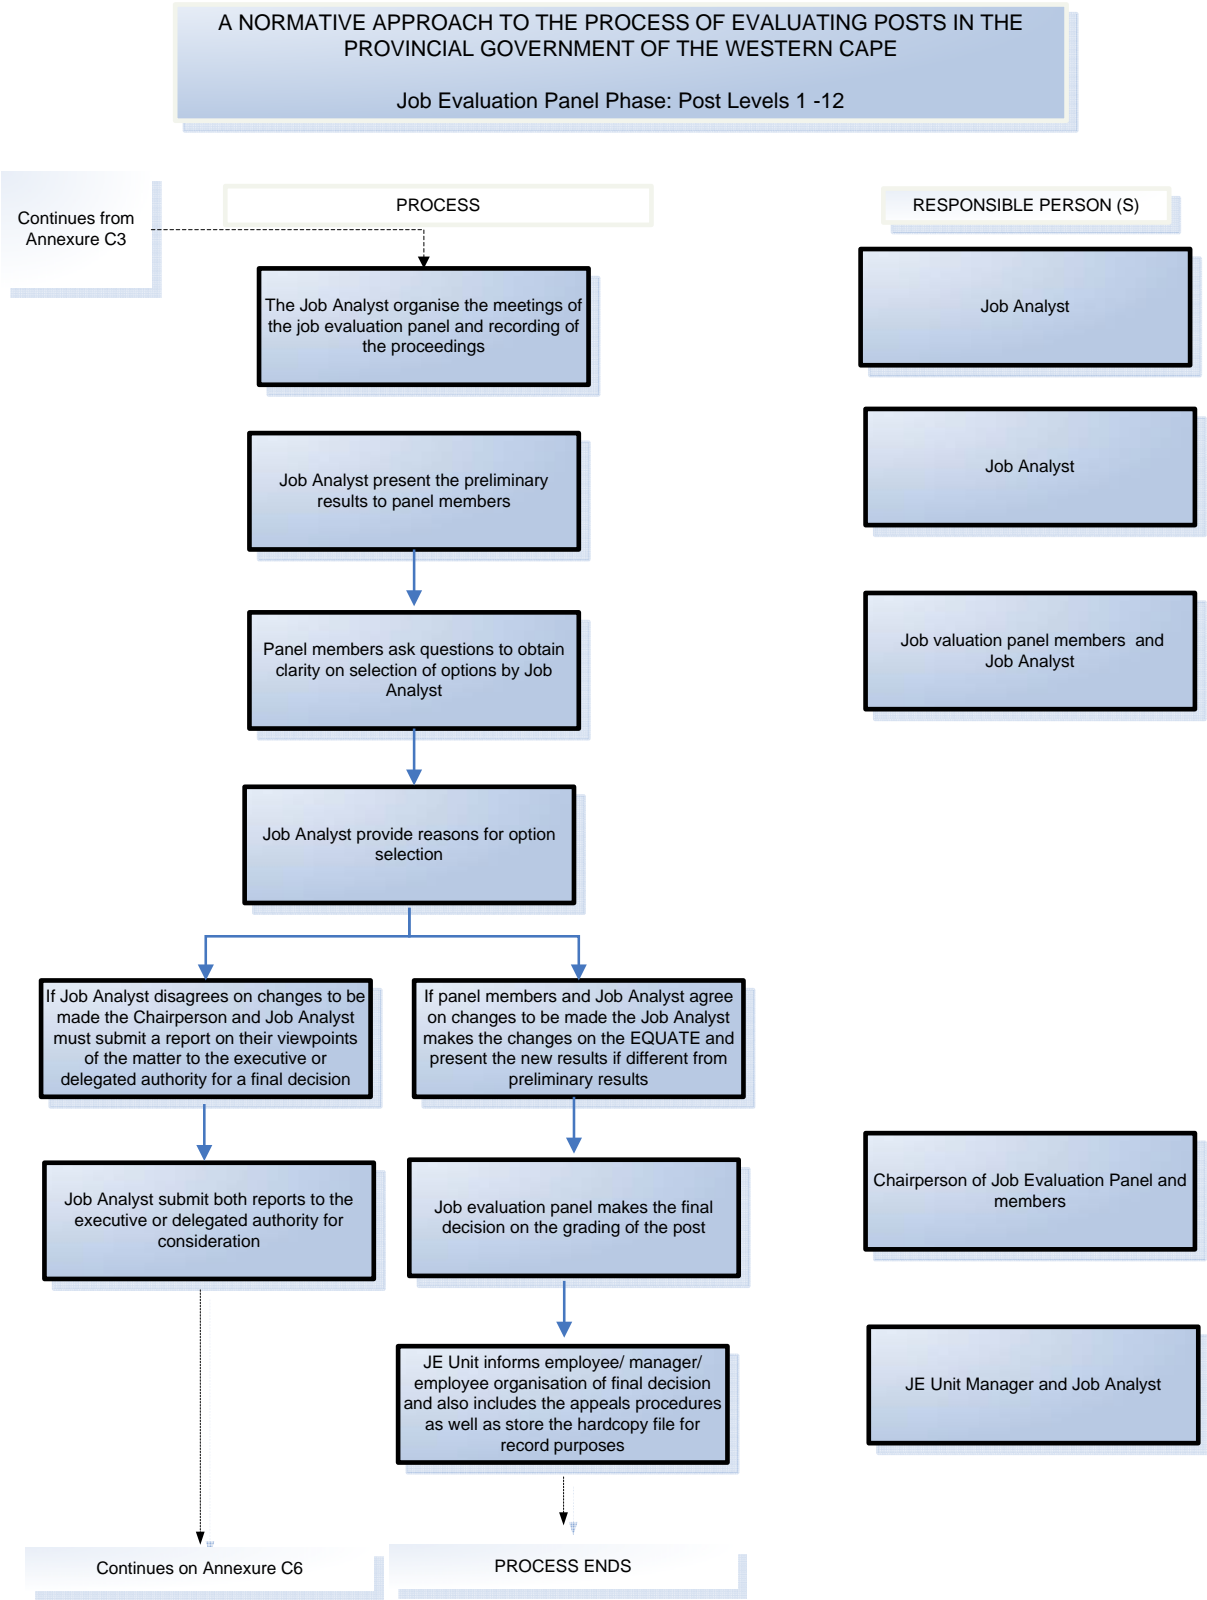 A NORMATIVE APPROACH TO THE PROCESS OF EVALUATING POSTS IN THE
PROVINCIAL GOVERNMENT OF THE WESTERN CAPE
Job Evaluation Panel Phase: Post Levels 1 -12
Continues from
Annexure C3
PROCESS
RESPONSIBLE PERSON (S)
The Job Analyst organise the meetings of
the job evaluation panel and recording of
the proceedings
Job Analyst
Job Analyst present the preliminary
results to panel members
Job Analyst
Panel members ask questions to obtain
clarity on selection of options by Job
Analyst
Job valuation panel members and
Job Analyst
Job Analyst provide reasons for option
selection
If Job Analyst disagrees on changes to be
made the Chairperson and Job Analyst
must submit a report on their viewpoints
of the matter to the executive or
delegated authority for a final decision
If panel members and Job Analyst agree
on changes to be made the Job Analyst
makes the changes on the EQUATE and
present the new results if different from
preliminary results
Job Analyst submit both reports to the
executive or delegated authority for
consideration
Job evaluation panel makes the final
decision on the grading of the post
Chairperson of Job Evaluation Panel and
members
JE Unit informs employee/ manager/
employee organisation of final decision
and also includes the appeals procedures
as well as store the hardcopy file for
record purposes
JE Unit Manager and Job Analyst
Continues on Annexure C6
PROCESS ENDS